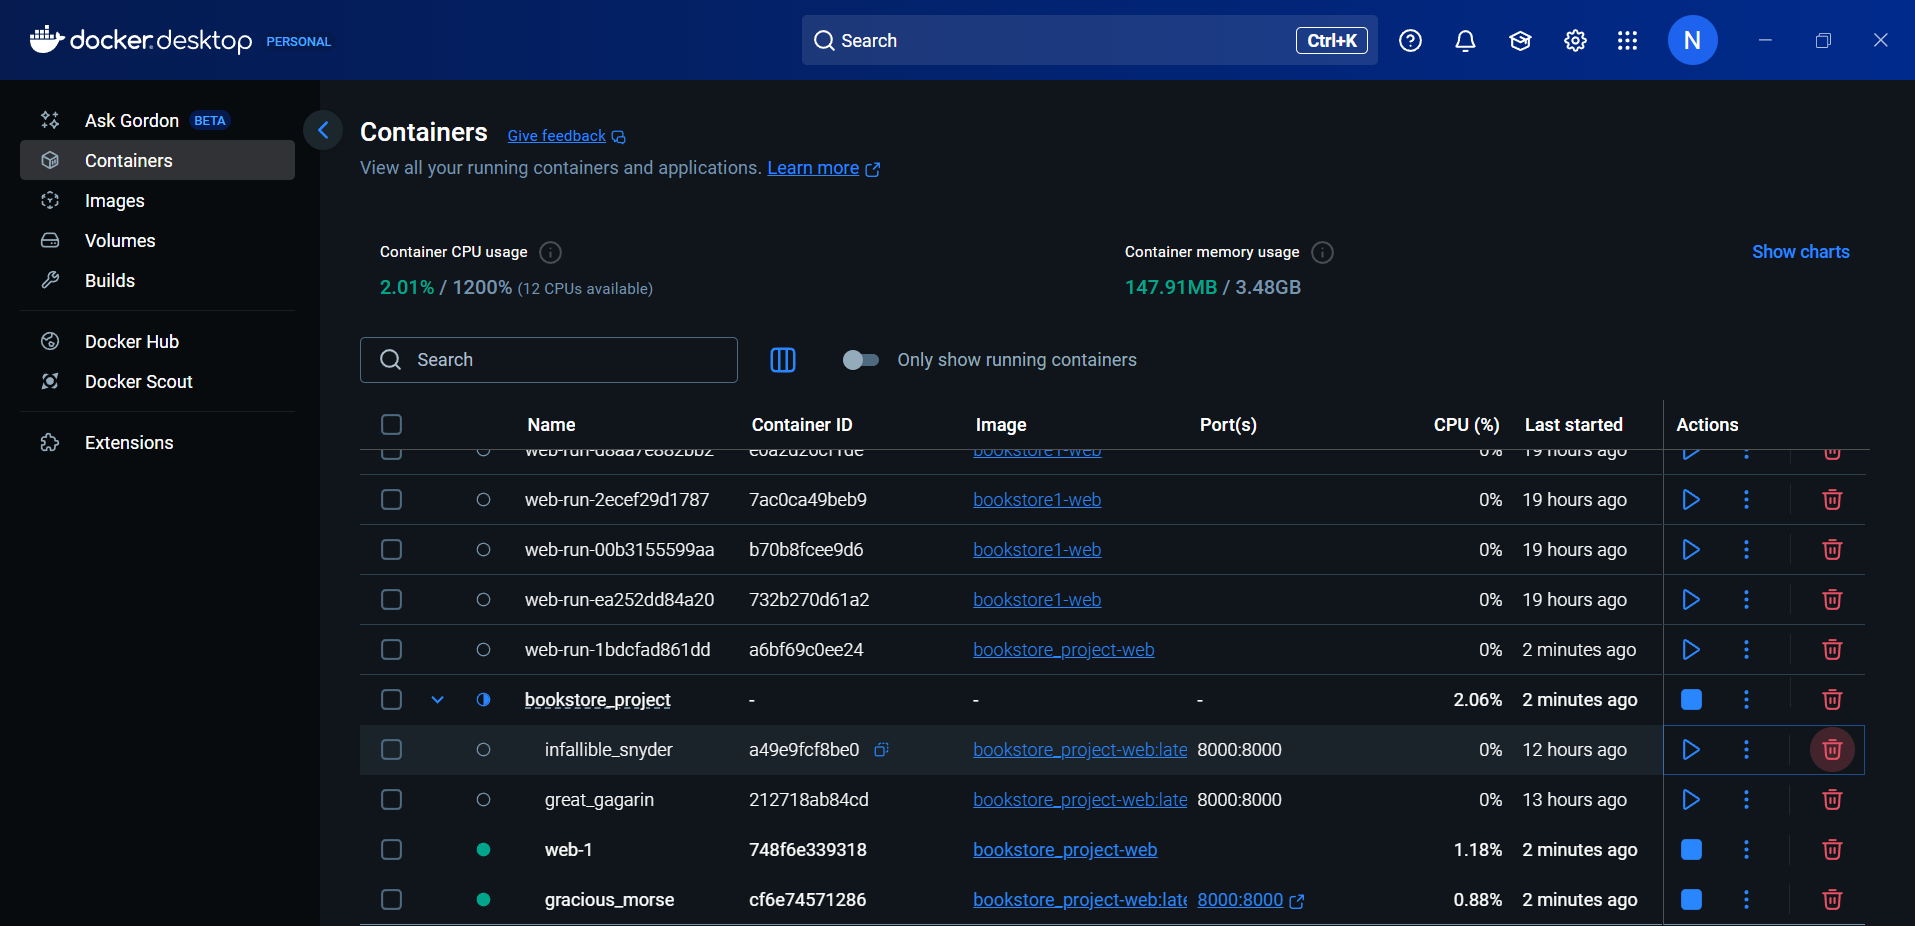 docker.desktop PERSONAL
Search Ctrl+K
N
Ask Gordon BETA
Containers
Images
Volumes
Builds
Docker Hub
Docker Scout
Extensions
Containers Give feedback
View all your running containers and applications. Learn more
Container CPU usage
2.01% / 1200% (12 CPUs available)
Container memory usage
147.91MB / 3.48GB
Show charts
Search
Only show running containers
Name Container ID Image Port(s) CPU (%) Last started Actions
web-run-d8aa7e882bb2 e0a2d20cf1de bookstore1-web 0% 19 hours ago
web-run-2ecef29d1787 7ac0ca49beb9 bookstore1-web 0% 19 hours ago
web-run-00b3155599aa b70b8fcee9d6 bookstore1-web 0% 19 hours ago
web-run-ea252dd84a20 732b270d61a2 bookstore1-web 0% 19 hours ago
web-run-1bdcfad861dd a6bf69c0ee24 bookstore_project-web 0% 2 minutes ago
bookstore_project - - - 2.06% 2 minutes ago
infallible_snyder a49e9fcf8be0 bookstore_project-web:late 8000:8000 0% 12 hours ago
great_gagarin 212718ab84cd bookstore_project-web:late 8000:8000 0% 13 hours ago
web-1 748f6e339318 bookstore_project-web 1.18% 2 minutes ago
gracious_morse cf6e74571286 bookstore_project-web:late 8000:8000 0.88% 2 minutes ago